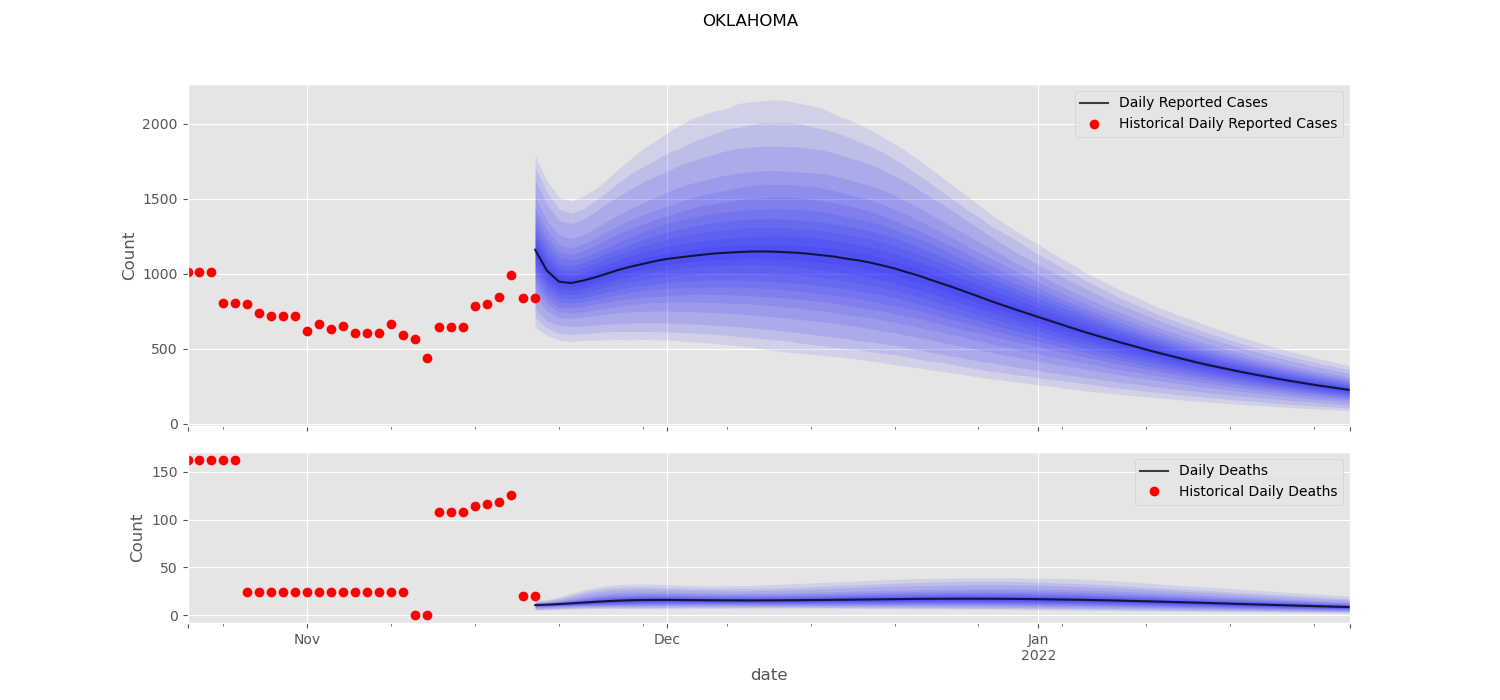 OKLAHOMA
Daily Reported Cases
Historical Daily Reported Cases
2000
1500
1000
500
0
Count
Daily Deaths
Historical Daily Deaths
150
100
50
0
Count
Nov
Dec
Jan
2022
date